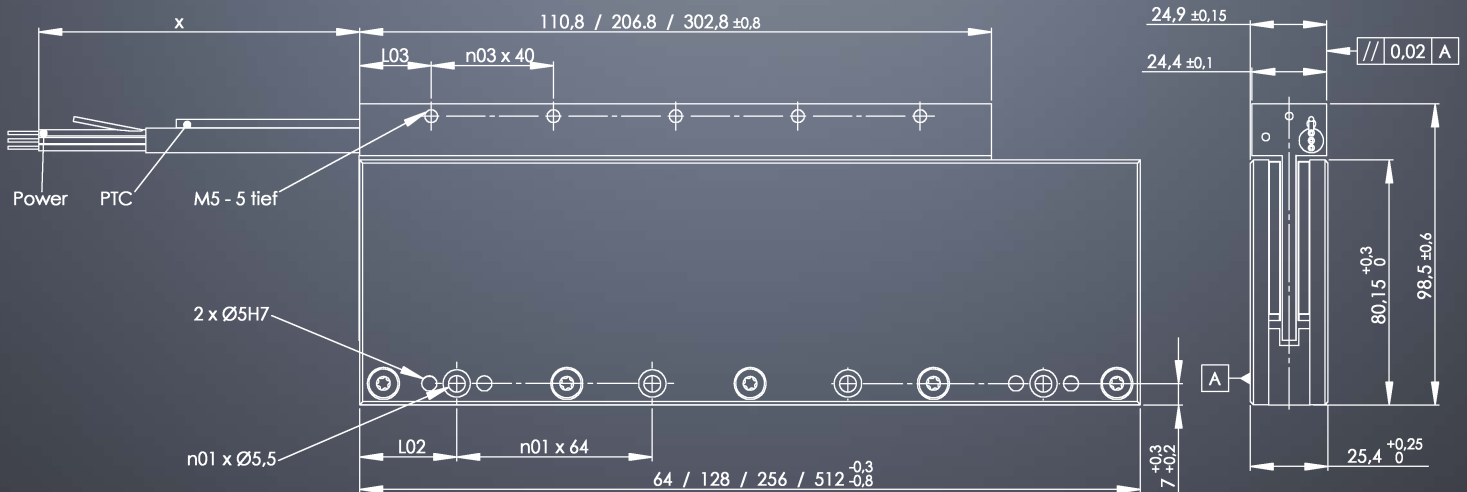 x
110,8 / 206.8 / 302,8 ±0,8
24,9 ±0,15
// 0,02 A
L03
n03 x 40
24,4 ±0,1
Power
PTC
M5 - 5 tief
2 x Ø5H7
80,15 +0,3 0
98,5 ±0,6
A
n01 x Ø5,5
L02
n01 x 64
7 +0,3 +0,2
25,4 +0,25 0
64 / 128 / 256 / 512 -0,3 -0,8